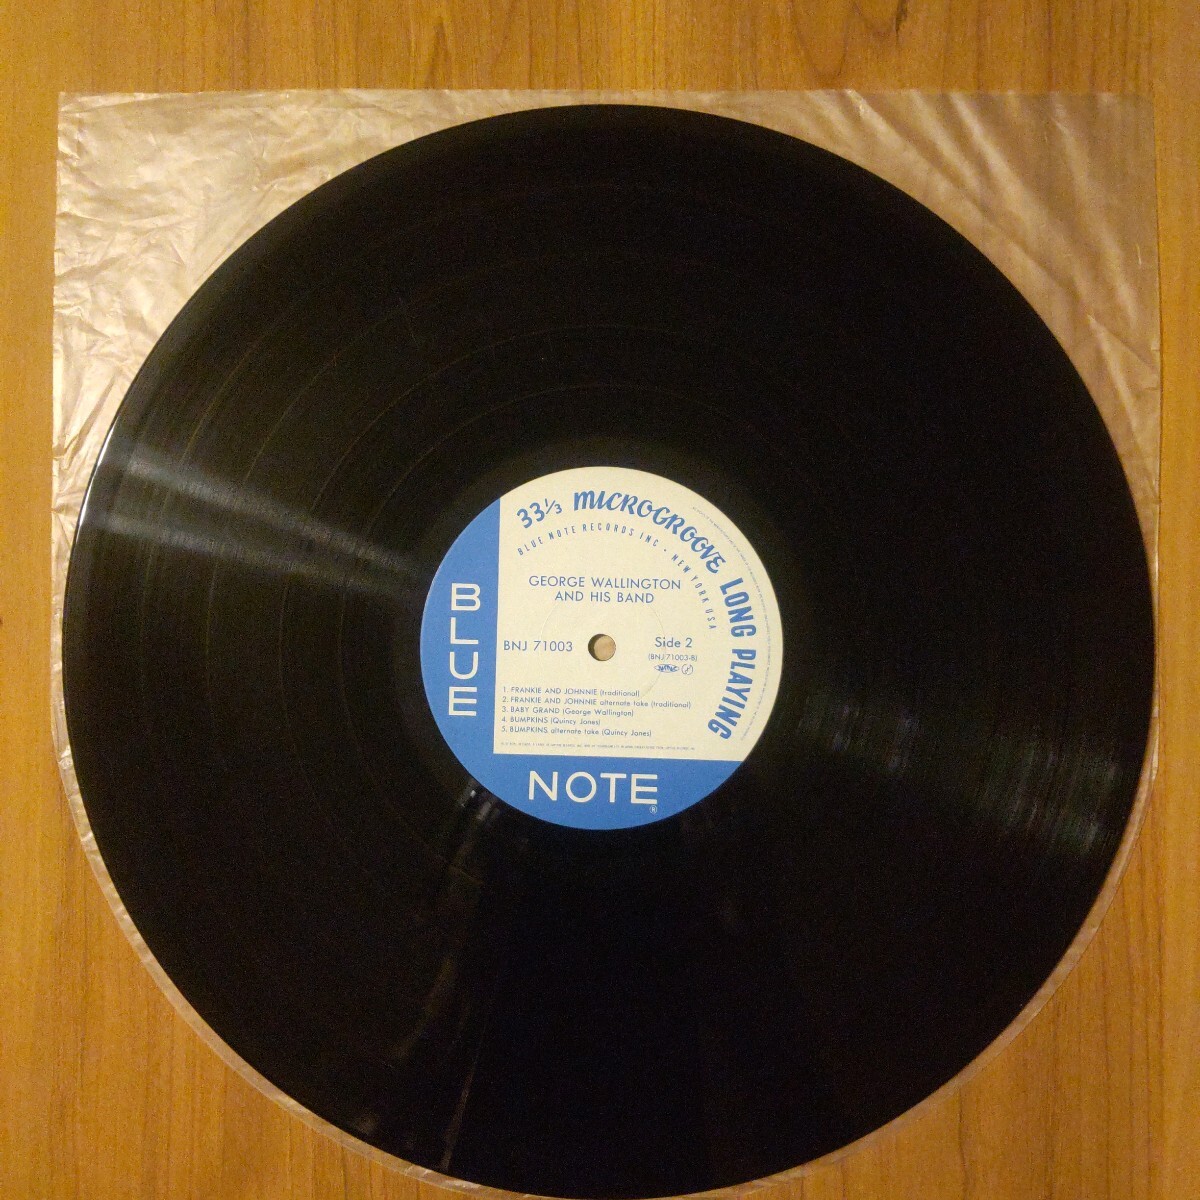 33 1/3 MICROGROOVE LONG PLAYING
BLUE NOTE RECORDS INC • NEW YORK USA
GEORGE WALLINGTON
AND HIS BAND
BNJ 71003
Side 2
(BNJ 71003-B)
1. FRANKIE AND JOHNNIE (traditional)
2. FRANKIE AND JOHNNIE alternate take (traditional)
3. BABY GRAND (George Wallington)
4. BUMPKINS (Quincy Jones)
5. BUMPKINS alternate take (Quincy Jones)
BLUE
NOTE
®